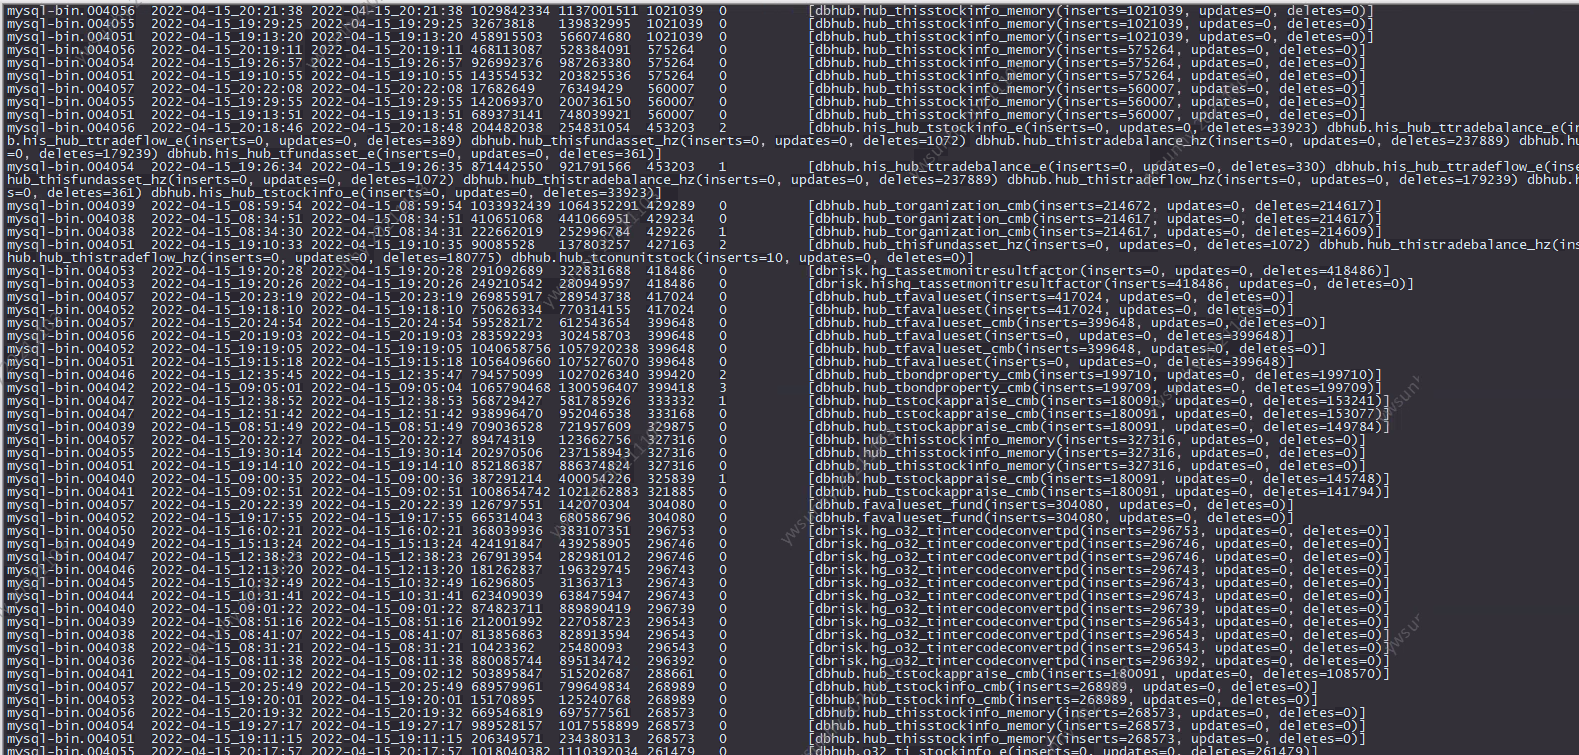 mysql-bin.004056 2022-04-15_20:21:38 2022-04-15_20:21:38 1029842334 1137001511 1021039 0 [dbhub.hub_thisstockinfo_memory(inserts=1021039, updates=0, deletes=0)]
mysql-bin.004055 2022-04-15_19:29:25 2022-04-15_19:29:25 32673818 139832995 1021039 0 [dbhub.hub_thisstockinfo_memory(inserts=1021039, updates=0, deletes=0)]
mysql-bin.004051 2022-04-15_19:13:20 2022-04-15_19:13:20 458915503 566074680 1021039 0 [dbhub.hub_thisstockinfo_memory(inserts=1021039, updates=0, deletes=0)]
mysql-bin.004056 2022-04-15_20:19:11 2022-04-15_20:19:11 468113087 528384091 575264 0 [dbhub.hub_thisstockinfo_memory(inserts=575264, updates=0, deletes=0)]
mysql-bin.004054 2022-04-15_19:26:57 2022-04-15_19:26:57 926992376 987263380 575264 0 [dbhub.hub_thisstockinfo_memory(inserts=575264, updates=0, deletes=0)]
mysql-bin.004051 2022-04-15_19:10:55 2022-04-15_19:10:55 143554532 203825536 575264 0 [dbhub.hub_thisstockinfo_memory(inserts=575264, updates=0, deletes=0)]
mysql-bin.004057 2022-04-15_20:22:08 2022-04-15_20:22:08 17682649 76349429 560007 0 [dbhub.hub_thisstockinfo_memory(inserts=560007, updates=0, deletes=0)]
mysql-bin.004055 2022-04-15_19:29:55 2022-04-15_19:29:55 142069370 200736150 560007 0 [dbhub.hub_thisstockinfo_memory(inserts=560007, updates=0, deletes=0)]
mysql-bin.004051 2022-04-15_19:13:51 2022-04-15_19:13:51 689373141 748039921 560007 0 [dbhub.hub_thisstockinfo_memory(inserts=560007, updates=0, deletes=0)]
mysql-bin.004056 2022-04-15_20:18:46 2022-04-15_20:18:48 204482038 254831054 453203 2 [dbhub.his_hub_tstockinfo_e(inserts=0, updates=0, deletes=33923) dbhub.his_hub_ttradebalance_e(in
b.his_hub_ttradeflow_e(inserts=0, updates=0, deletes=389) dbhub.hub_thisfundasset_hz(inserts=0, updates=0, deletes=1072) dbhub.hub_thistradebalance_hz(inserts=0, updates=0, deletes=237889) dbhub.hu
=0, deletes=179239) dbhub.his_hub_tfundasset_e(inserts=0, updates=0, deletes=361)]
mysql-bin.004054 2022-04-15_19:26:34 2022-04-15_19:26:35 871442550 921791566 453203 1 [dbhub.his_hub_ttradebalance_e(inserts=0, updates=0, deletes=330) dbhub.his_hub_ttradeflow_e(inse
hub_thisfundasset_hz(inserts=0, updates=0, deletes=1072) dbhub.hub_thistradebalance_hz(inserts=0, updates=0, deletes=237889) dbhub.hub_thistradeflow_hz(inserts=0, updates=0, deletes=179239) dbhub.h
s=0, deletes=361) dbhub.his_hub_tstockinfo_e(inserts=0, updates=0, deletes=33923)]
mysql-bin.004039 2022-04-15_08:59:54 2022-04-15_08:59:54 1033932439 1064352291 429289 0 [dbhub.hub_torganization_cmb(inserts=214672, updates=0, deletes=214617)]
mysql-bin.004038 2022-04-15_08:34:51 2022-04-15_08:34:51 410651068 441066951 429234 0 [dbhub.hub_torganization_cmb(inserts=214617, updates=0, deletes=214617)]
mysql-bin.004038 2022-04-15_08:34:30 2022-04-15_08:34:31 222662019 252996784 429226 1 [dbhub.hub_torganization_cmb(inserts=214617, updates=0, deletes=214609)]
mysql-bin.004051 2022-04-15_19:10:33 2022-04-15_19:10:35 90085528 137803257 427163 2 [dbhub.hub_thisfundasset_hz(inserts=0, updates=0, deletes=1072) dbhub.hub_thistradebalance_hz(ins
hub.hub_thistradeflow_hz(inserts=0, updates=0, deletes=180775) dbhub.hub_tconunitstock(inserts=10, updates=0, deletes=0)]
mysql-bin.004053 2022-04-15_20:20:28 2022-04-15_20:20:28 291092689 322831688 418486 0 [dbrisk.hg_tassetmonitresultfactor(inserts=0, updates=0, deletes=418486)]
mysql-bin.004053 2022-04-15_20:20:26 2022-04-15_20:20:26 249210542 280949597 418486 0 [dbrisk.hishg_tassetmonitresultfactor(inserts=418486, updates=0, deletes=0)]
mysql-bin.004057 2022-04-15_20:23:19 2022-04-15_20:23:19 269855917 289543738 417024 0 [dbhub.hub_tfavalueset(inserts=417024, updates=0, deletes=0)]
mysql-bin.004052 2022-04-15_19:18:10 2022-04-15_19:18:10 750626334 770314155 417024 0 [dbhub.hub_tfavalueset(inserts=417024, updates=0, deletes=0)]
mysql-bin.004057 2022-04-15_20:24:54 2022-04-15_20:24:54 595282172 612543654 399648 0 [dbhub.hub_tfavalueset_cmb(inserts=399648, updates=0, deletes=0)]
mysql-bin.004056 2022-04-15_20:19:03 2022-04-15_20:19:03 283592293 302458703 399648 0 [dbhub.hub_tfavalueset(inserts=0, updates=0, deletes=399648)]
mysql-bin.004052 2022-04-15_19:19:05 2022-04-15_19:19:05 1040658756 1057920238 399648 0 [dbhub.hub_tfavalueset_cmb(inserts=399648, updates=0, deletes=0)]
mysql-bin.004051 2022-04-15_19:15:18 2022-04-15_19:15:18 1056409660 1075276070 399648 0 [dbhub.hub_tfavalueset(inserts=0, updates=0, deletes=399648)]
mysql-bin.004046 2022-04-15_12:35:45 2022-04-15_12:35:47 794575099 1027026340 399420 2 [dbhub.hub_tbondproperty_cmb(inserts=199710, updates=0, deletes=199710)]
mysql-bin.004042 2022-04-15_09:05:01 2022-04-15_09:05:04 1065790468 1300596407 399418 3 [dbhub.hub_tbondproperty_cmb(inserts=199709, updates=0, deletes=199709)]
mysql-bin.004047 2022-04-15_12:38:52 2022-04-15_12:38:53 568729427 581785926 333332 1 [dbhub.hub_tstockappraise_cmb(inserts=180091, updates=0, deletes=153241)]
mysql-bin.004047 2022-04-15_12:51:42 2022-04-15_12:51:42 938996470 952046538 333168 0 [dbhub.hub_tstockappraise_cmb(inserts=180091, updates=0, deletes=153077)]
mysql-bin.004039 2022-04-15_08:51:49 2022-04-15_08:51:49 709036528 721957609 329875 0 [dbhub.hub_tstockappraise_cmb(inserts=180091, updates=0, deletes=149784)]
mysql-bin.004057 2022-04-15_20:22:27 2022-04-15_20:22:27 89474319 123662756 327316 0 [dbhub.hub_thisstockinfo_memory(inserts=327316, updates=0, deletes=0)]
mysql-bin.004055 2022-04-15_19:30:14 2022-04-15_19:30:14 202970506 237158943 327316 0 [dbhub.hub_thisstockinfo_memory(inserts=327316, updates=0, deletes=0)]
mysql-bin.004051 2022-04-15_19:14:10 2022-04-15_19:14:10 852186387 886374824 327316 0 [dbhub.hub_thisstockinfo_memory(inserts=327316, updates=0, deletes=0)]
mysql-bin.004040 2022-04-15_09:00:35 2022-04-15_09:00:36 387291214 400054226 325839 1 [dbhub.hub_tstockappraise_cmb(inserts=180091, updates=0, deletes=145748)]
mysql-bin.004041 2022-04-15_09:02:51 2022-04-15_09:02:51 1008654742 1021262883 321885 0 [dbhub.hub_tstockappraise_cmb(inserts=180091, updates=0, deletes=141794)]
mysql-bin.004057 2022-04-15_20:22:39 2022-04-15_20:22:39 126797551 142070304 304080 0 [dbhub.favalueset_fund(inserts=304080, updates=0, deletes=0)]
mysql-bin.004052 2022-04-15_19:17:55 2022-04-15_19:17:55 665314043 680586796 304080 0 [dbhub.favalueset_fund(inserts=304080, updates=0, deletes=0)]
mysql-bin.004050 2022-04-15_16:02:21 2022-04-15_16:02:21 368039936 383107351 296753 0 [dbrisk.hg_o32_tintercodeconvertpd(inserts=296753, updates=0, deletes=0)]
mysql-bin.004049 2022-04-15_15:13:24 2022-04-15_15:13:24 424191847 439258905 296746 0 [dbrisk.hg_o32_tintercodeconvertpd(inserts=296746, updates=0, deletes=0)]
mysql-bin.004047 2022-04-15_12:38:23 2022-04-15_12:38:23 267913954 282981012 296746 0 [dbrisk.hg_o32_tintercodeconvertpd(inserts=296746, updates=0, deletes=0)]
mysql-bin.004046 2022-04-15_12:13:20 2022-04-15_12:13:20 181262837 196329745 296743 0 [dbrisk.hg_o32_tintercodeconvertpd(inserts=296743, updates=0, deletes=0)]
mysql-bin.004045 2022-04-15_10:32:49 2022-04-15_10:32:49 16296805 31363713 296743 0 [dbrisk.hg_o32_tintercodeconvertpd(inserts=296743, updates=0, deletes=0)]
mysql-bin.004044 2022-04-15_10:31:41 2022-04-15_10:31:41 623409039 638475947 296743 0 [dbrisk.hg_o32_tintercodeconvertpd(inserts=296743, updates=0, deletes=0)]
mysql-bin.004040 2022-04-15_09:01:22 2022-04-15_09:01:22 874823711 889890419 296739 0 [dbrisk.hg_o32_tintercodeconvertpd(inserts=296739, updates=0, deletes=0)]
mysql-bin.004039 2022-04-15_08:51:16 2022-04-15_08:51:16 212001992 227058723 296543 0 [dbrisk.hg_o32_tintercodeconvertpd(inserts=296543, updates=0, deletes=0)]
mysql-bin.004038 2022-04-15_08:41:07 2022-04-15_08:41:07 813856863 828913594 296543 0 [dbrisk.hg_o32_tintercodeconvertpd(inserts=296543, updates=0, deletes=0)]
mysql-bin.004038 2022-04-15_08:31:21 2022-04-15_08:31:21 10423362 25480093 296543 0 [dbrisk.hg_o32_tintercodeconvertpd(inserts=296543, updates=0, deletes=0)]
mysql-bin.004036 2022-04-15_08:11:38 2022-04-15_08:11:38 880085744 895134742 296392 0 [dbrisk.hg_o32_tintercodeconvertpd(inserts=296392, updates=0, deletes=0)]
mysql-bin.004041 2022-04-15_09:02:12 2022-04-15_09:02:12 503895847 515202687 288661 0 [dbhub.hub_tstockappraise_cmb(inserts=180091, updates=0, deletes=108570)]
mysql-bin.004057 2022-04-15_20:25:49 2022-04-15_20:25:49 689579961 799649834 268989 0 [dbhub.hub_tstockinfo_cmb(inserts=268989, updates=0, deletes=0)]
mysql-bin.004053 2022-04-15_19:20:01 2022-04-15_19:20:01 15170895 125240768 268989 0 [dbhub.hub_tstockinfo_cmb(inserts=268989, updates=0, deletes=0)]
mysql-bin.004056 2022-04-15_20:19:32 2022-04-15_20:19:32 669546819 697577561 268573 0 [dbhub.hub_thisstockinfo_memory(inserts=268573, updates=0, deletes=0)]
mysql-bin.004054 2022-04-15_19:27:17 2022-04-15_19:27:17 989528157 1017558899 268573 0 [dbhub.hub_thisstockinfo_memory(inserts=268573, updates=0, deletes=0)]
mysql-bin.004051 2022-04-15_19:11:15 2022-04-15_19:11:15 206349571 234380313 268573 0 [dbhub.hub_thisstockinfo_memory(inserts=268573, updates=0, deletes=0)]
mysql-bin.004055 2022-04-15_20:17:57 2022-04-15_20:17:57 1018040382 1110392034 261479 0 [dbhub.o32_ti_stockinfo_e(inserts=0, updates=0, deletes=261479)]